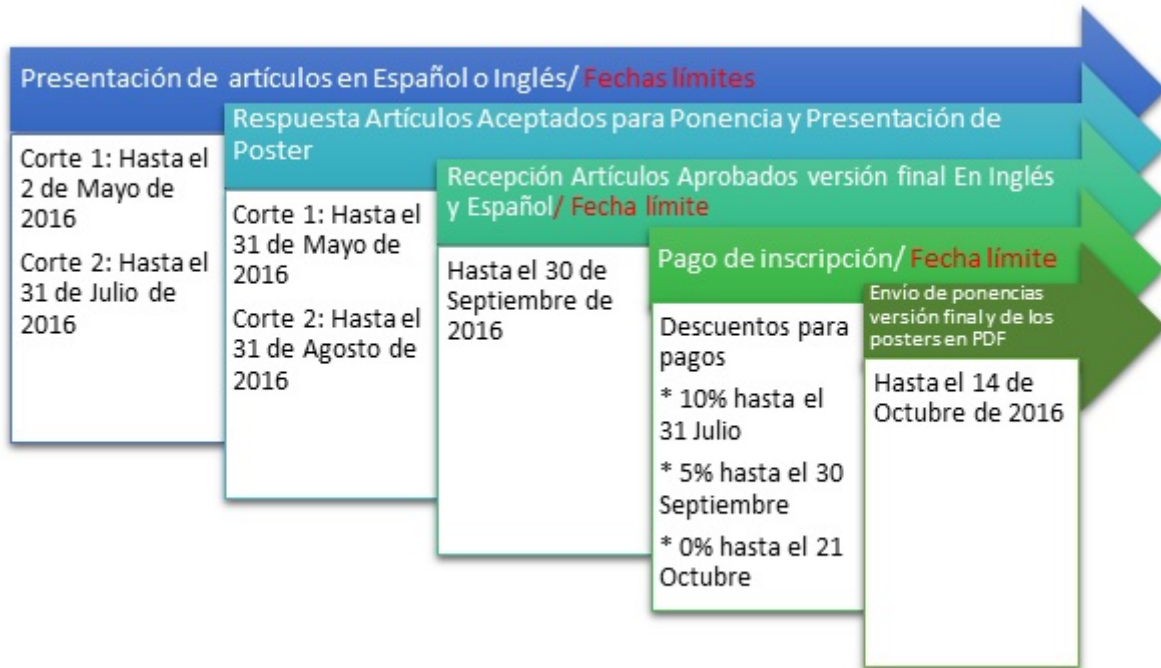 Presentación de artículos en Español o Inglés/ Fechas límites
Corte 1: Hasta el
2 de Mayo de
2016
Corte 2: Hasta el
31 de Julio de
2016
Respuesta Artículos Aceptados para Ponencia y Presentación de
Poster
Corte 1: Hasta el
31 de Mayo de
2016
Corte 2: Hasta el
31 de Agosto de
2016
Recepción Artículos Aprobados versión final En Inglés
y Español/ Fecha límite
Hasta el 30 de
Septiembre de
2016
Pago de inscripción/ Fecha límite
Descuentos para
pagos
* 10% hasta el
31 Julio
* 5% hasta el 30
Septiembre
* 0% hasta el 21
Octubre
Envío de ponencias
versión final y de los
posters en PDF
Hasta el 14 de
Octubre de 2016